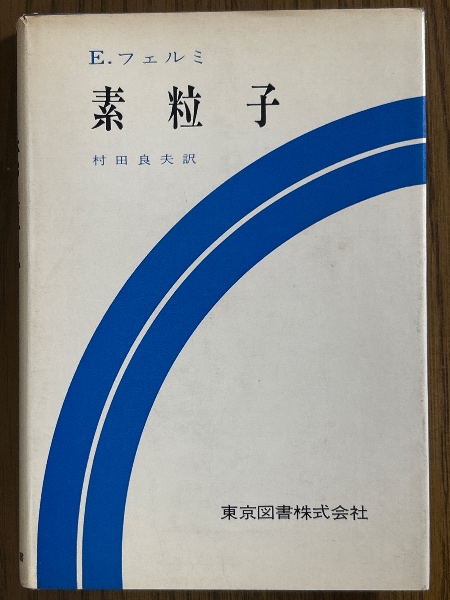 E.フェルミ
素粒子
村田良夫訳
東京図書株式会社